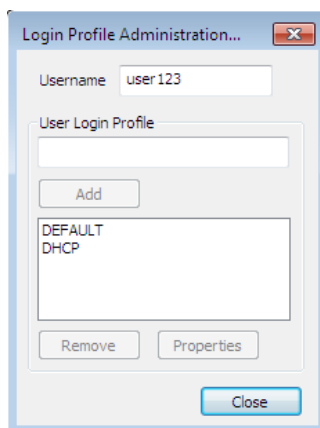 Login Profile Administration...
Username user123
User Login Profile
Add
DEFAULT
DHCP
Remove Properties
Close